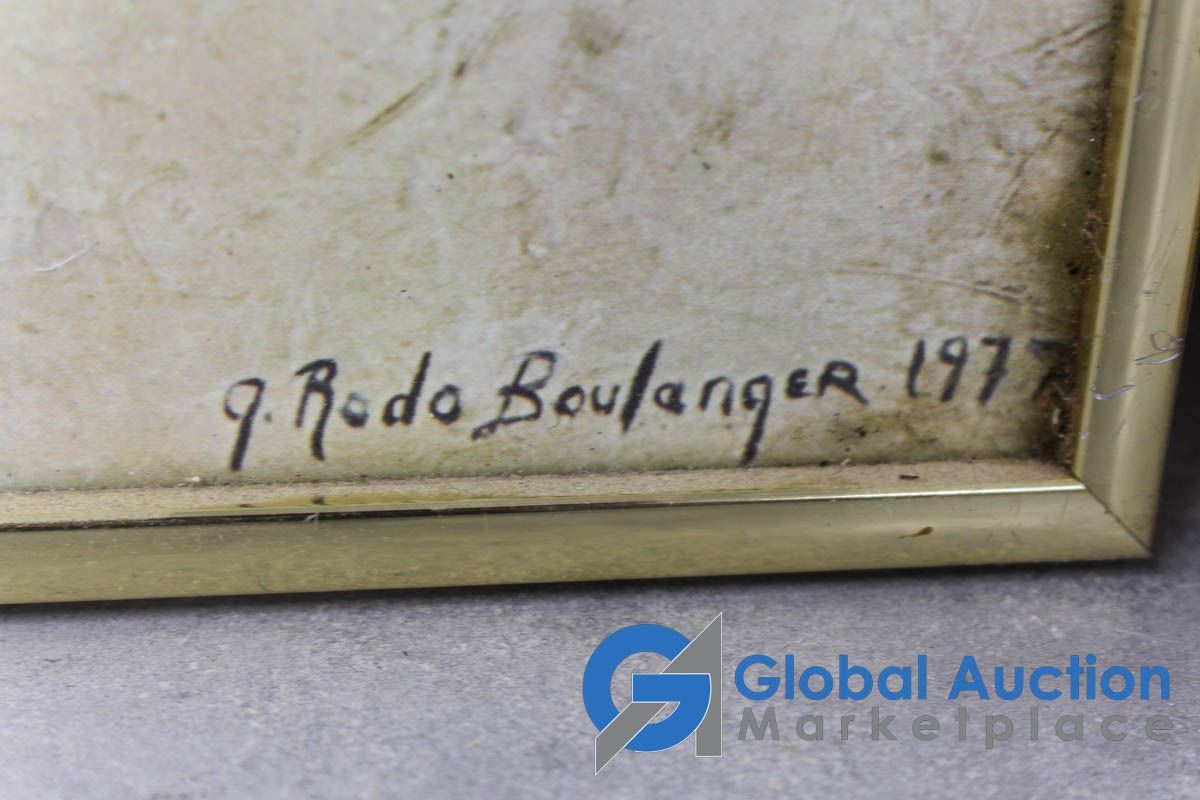 g. Rodo BoulangER. 1977
Global Auction
Marketplace